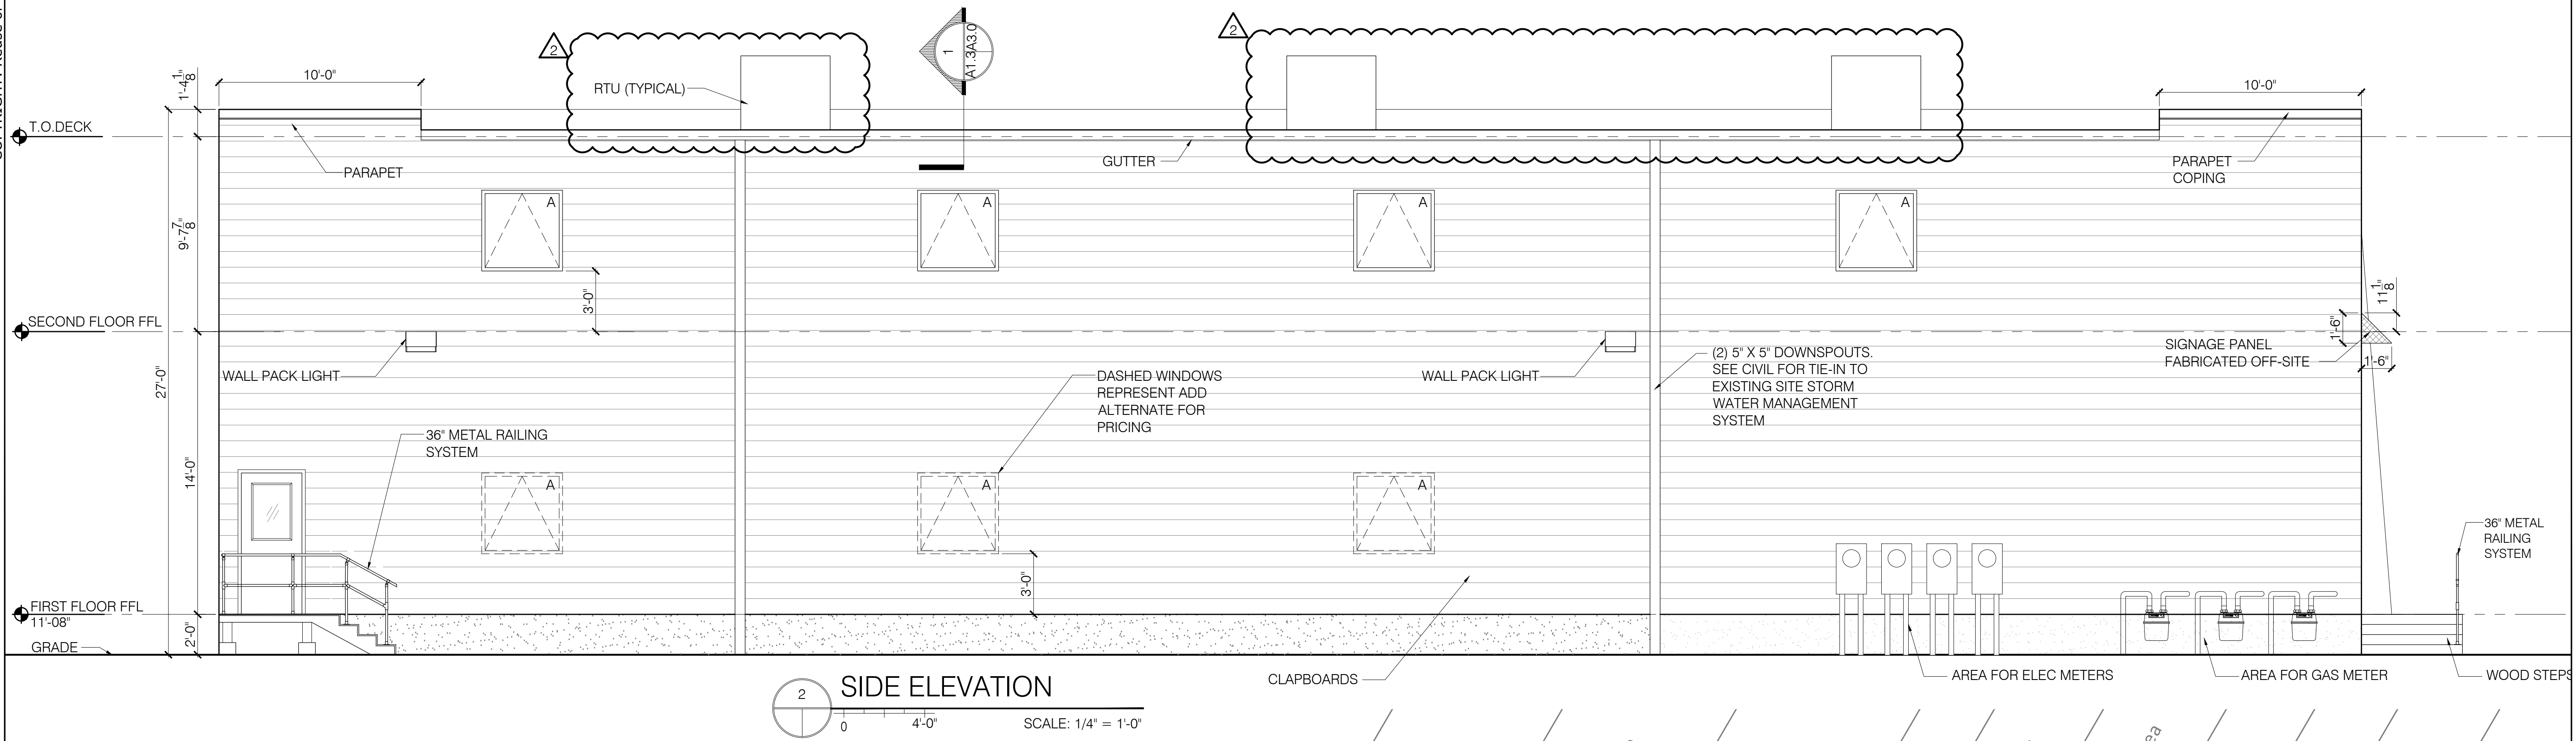 2
2
1
A1.3
A3.0
1'-4 1/8"
10'-0"
RTU (TYPICAL)
10'-0"
T.O.DECK
PARAPET
GUTTER
PARAPET
COPING
9'-7 7/8"
A
A
A
A
3'-0"
11 1/8"
SECOND FLOOR FFL
1'-6"
WALL PACK LIGHT
WALL PACK LIGHT
SIGNAGE PANEL
FABRICATED OFF-SITE
1'-6"
27'-0"
DASHED WINDOWS
REPRESENT ADD
ALTERNATE FOR
PRICING
(2) 5" X 5" DOWNSPOUTS.
SEE CIVIL FOR TIE-IN TO
EXISTING SITE STORM
WATER MANAGEMENT
SYSTEM
36" METAL RAILING
SYSTEM
14'-0"
A
A
A
3'-0"
36" METAL
RAILING
SYSTEM
FIRST FLOOR FFL
11'-08"
2'-0"
GRADE
CLAPBOARDS
AREA FOR ELEC METERS
AREA FOR GAS METER
WOOD STEPS
2
SIDE ELEVATION
0
4'-0"
SCALE: 1/4" = 1'-0"
ea